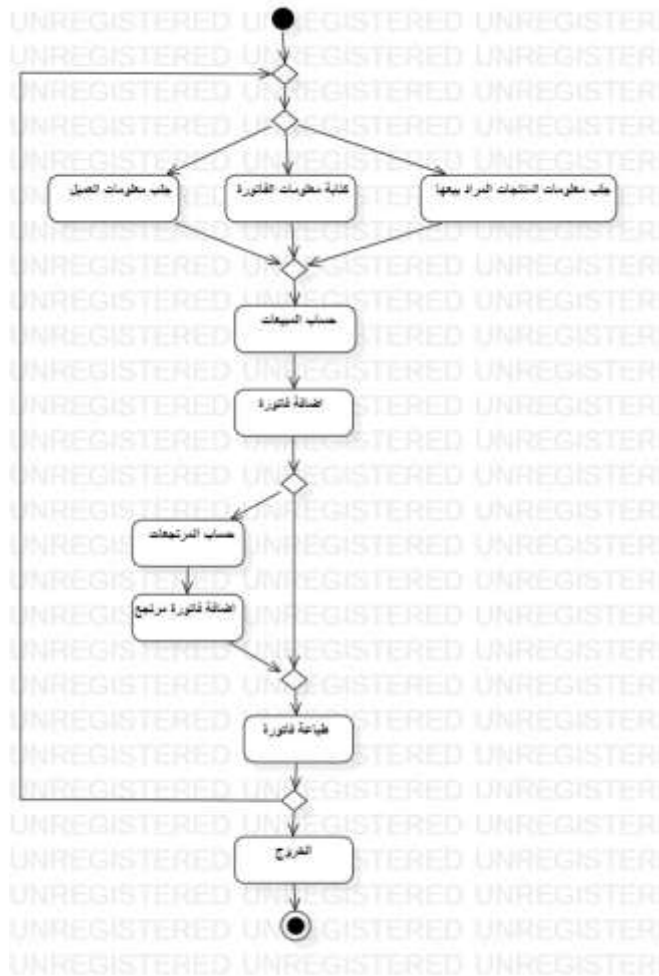 جلب معلومات العميل
كتابة معلومات الفاتورة
جلب معلومات المنتجات المراد بيعها
حساب المبيعات
اضافة فاتورة
حساب المرتجعات
اضافة فاتورة مرتجع
طباعة فاتورة
الخروج
UNREGISTERED